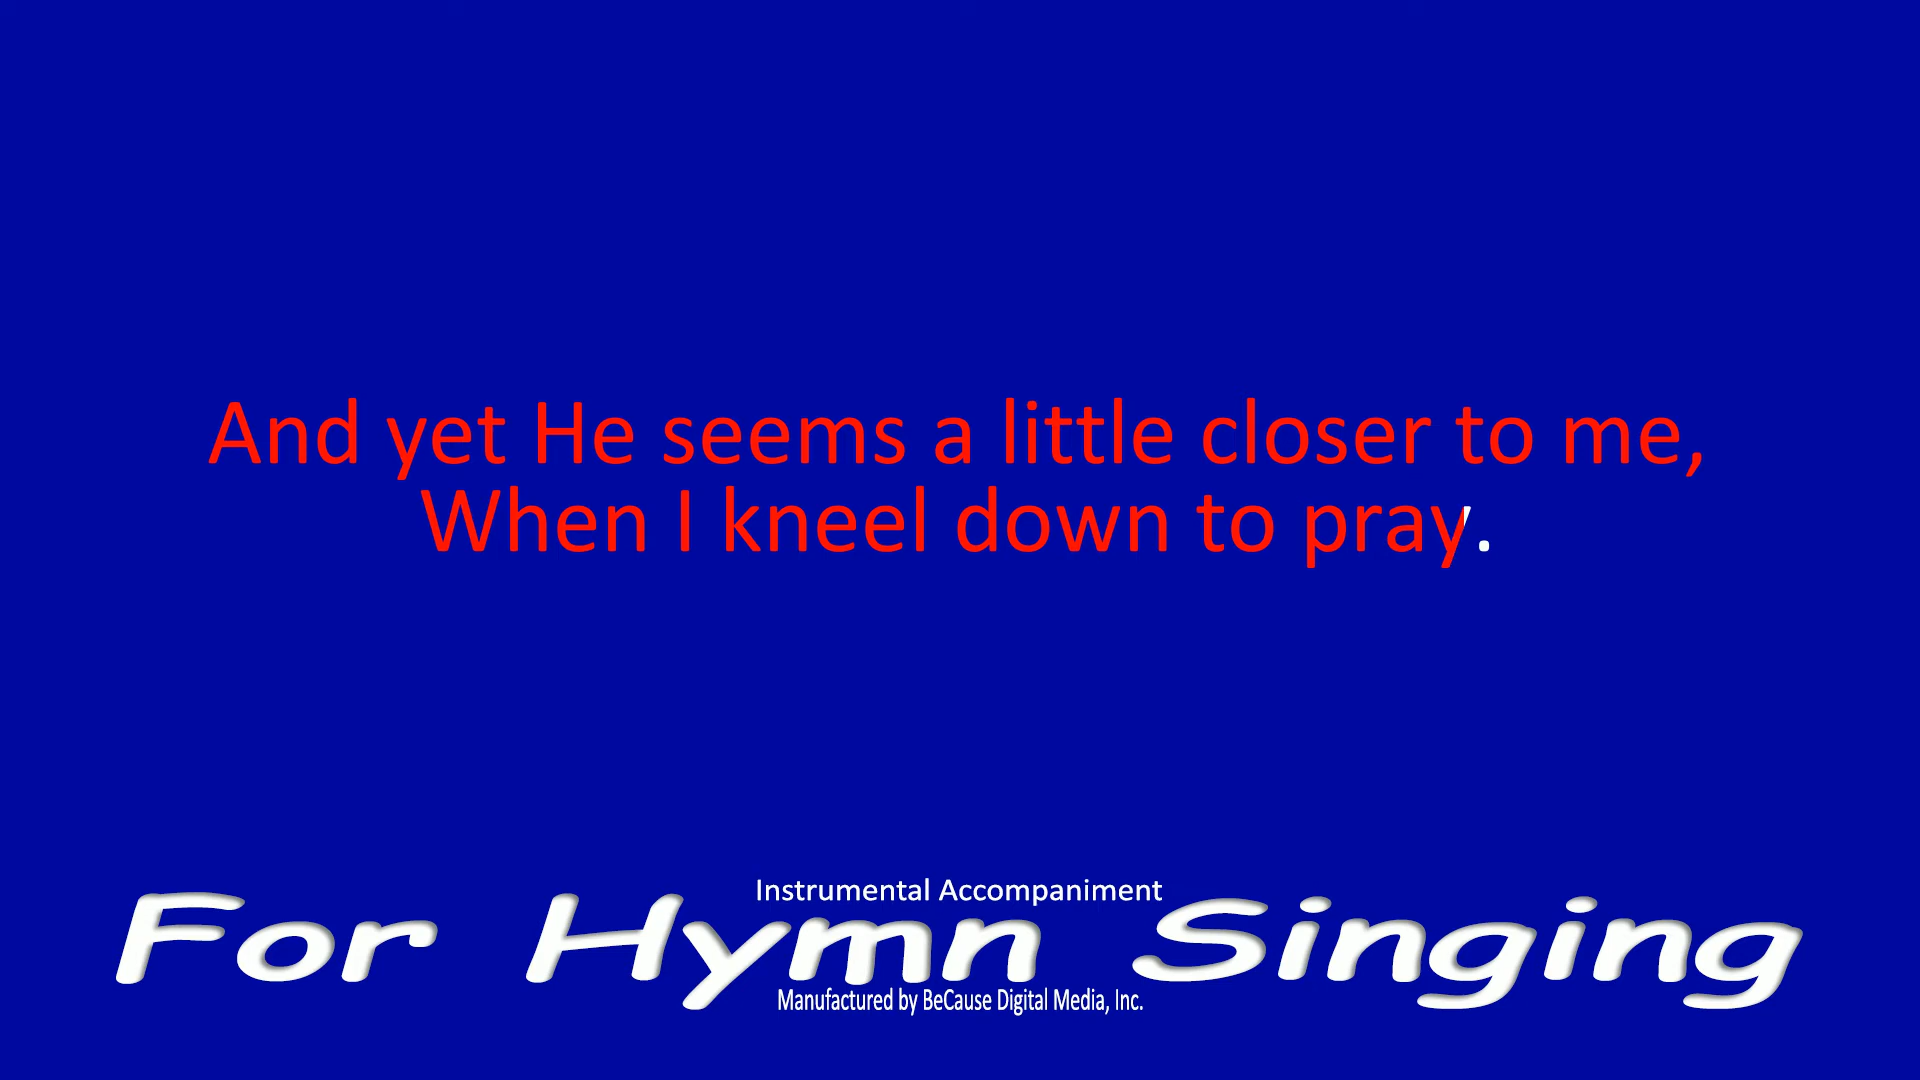 And yet He seems a little closer to me,
When I kneel down to pray.
Instrumental Accompaniment
For Hymn Singing
Manufactured by BeCause Digital Media, Inc.